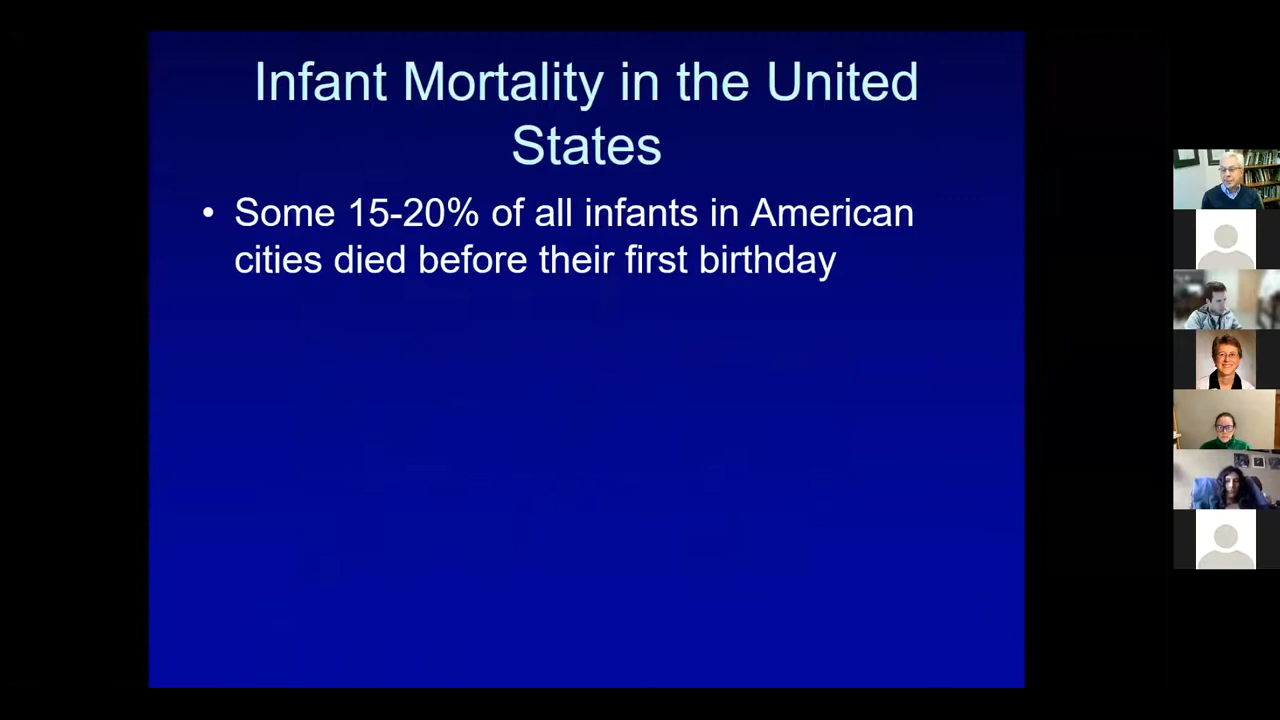 Infant Mortality in the United
States
• Some 15-20% of all infants in American
cities died before their first birthday